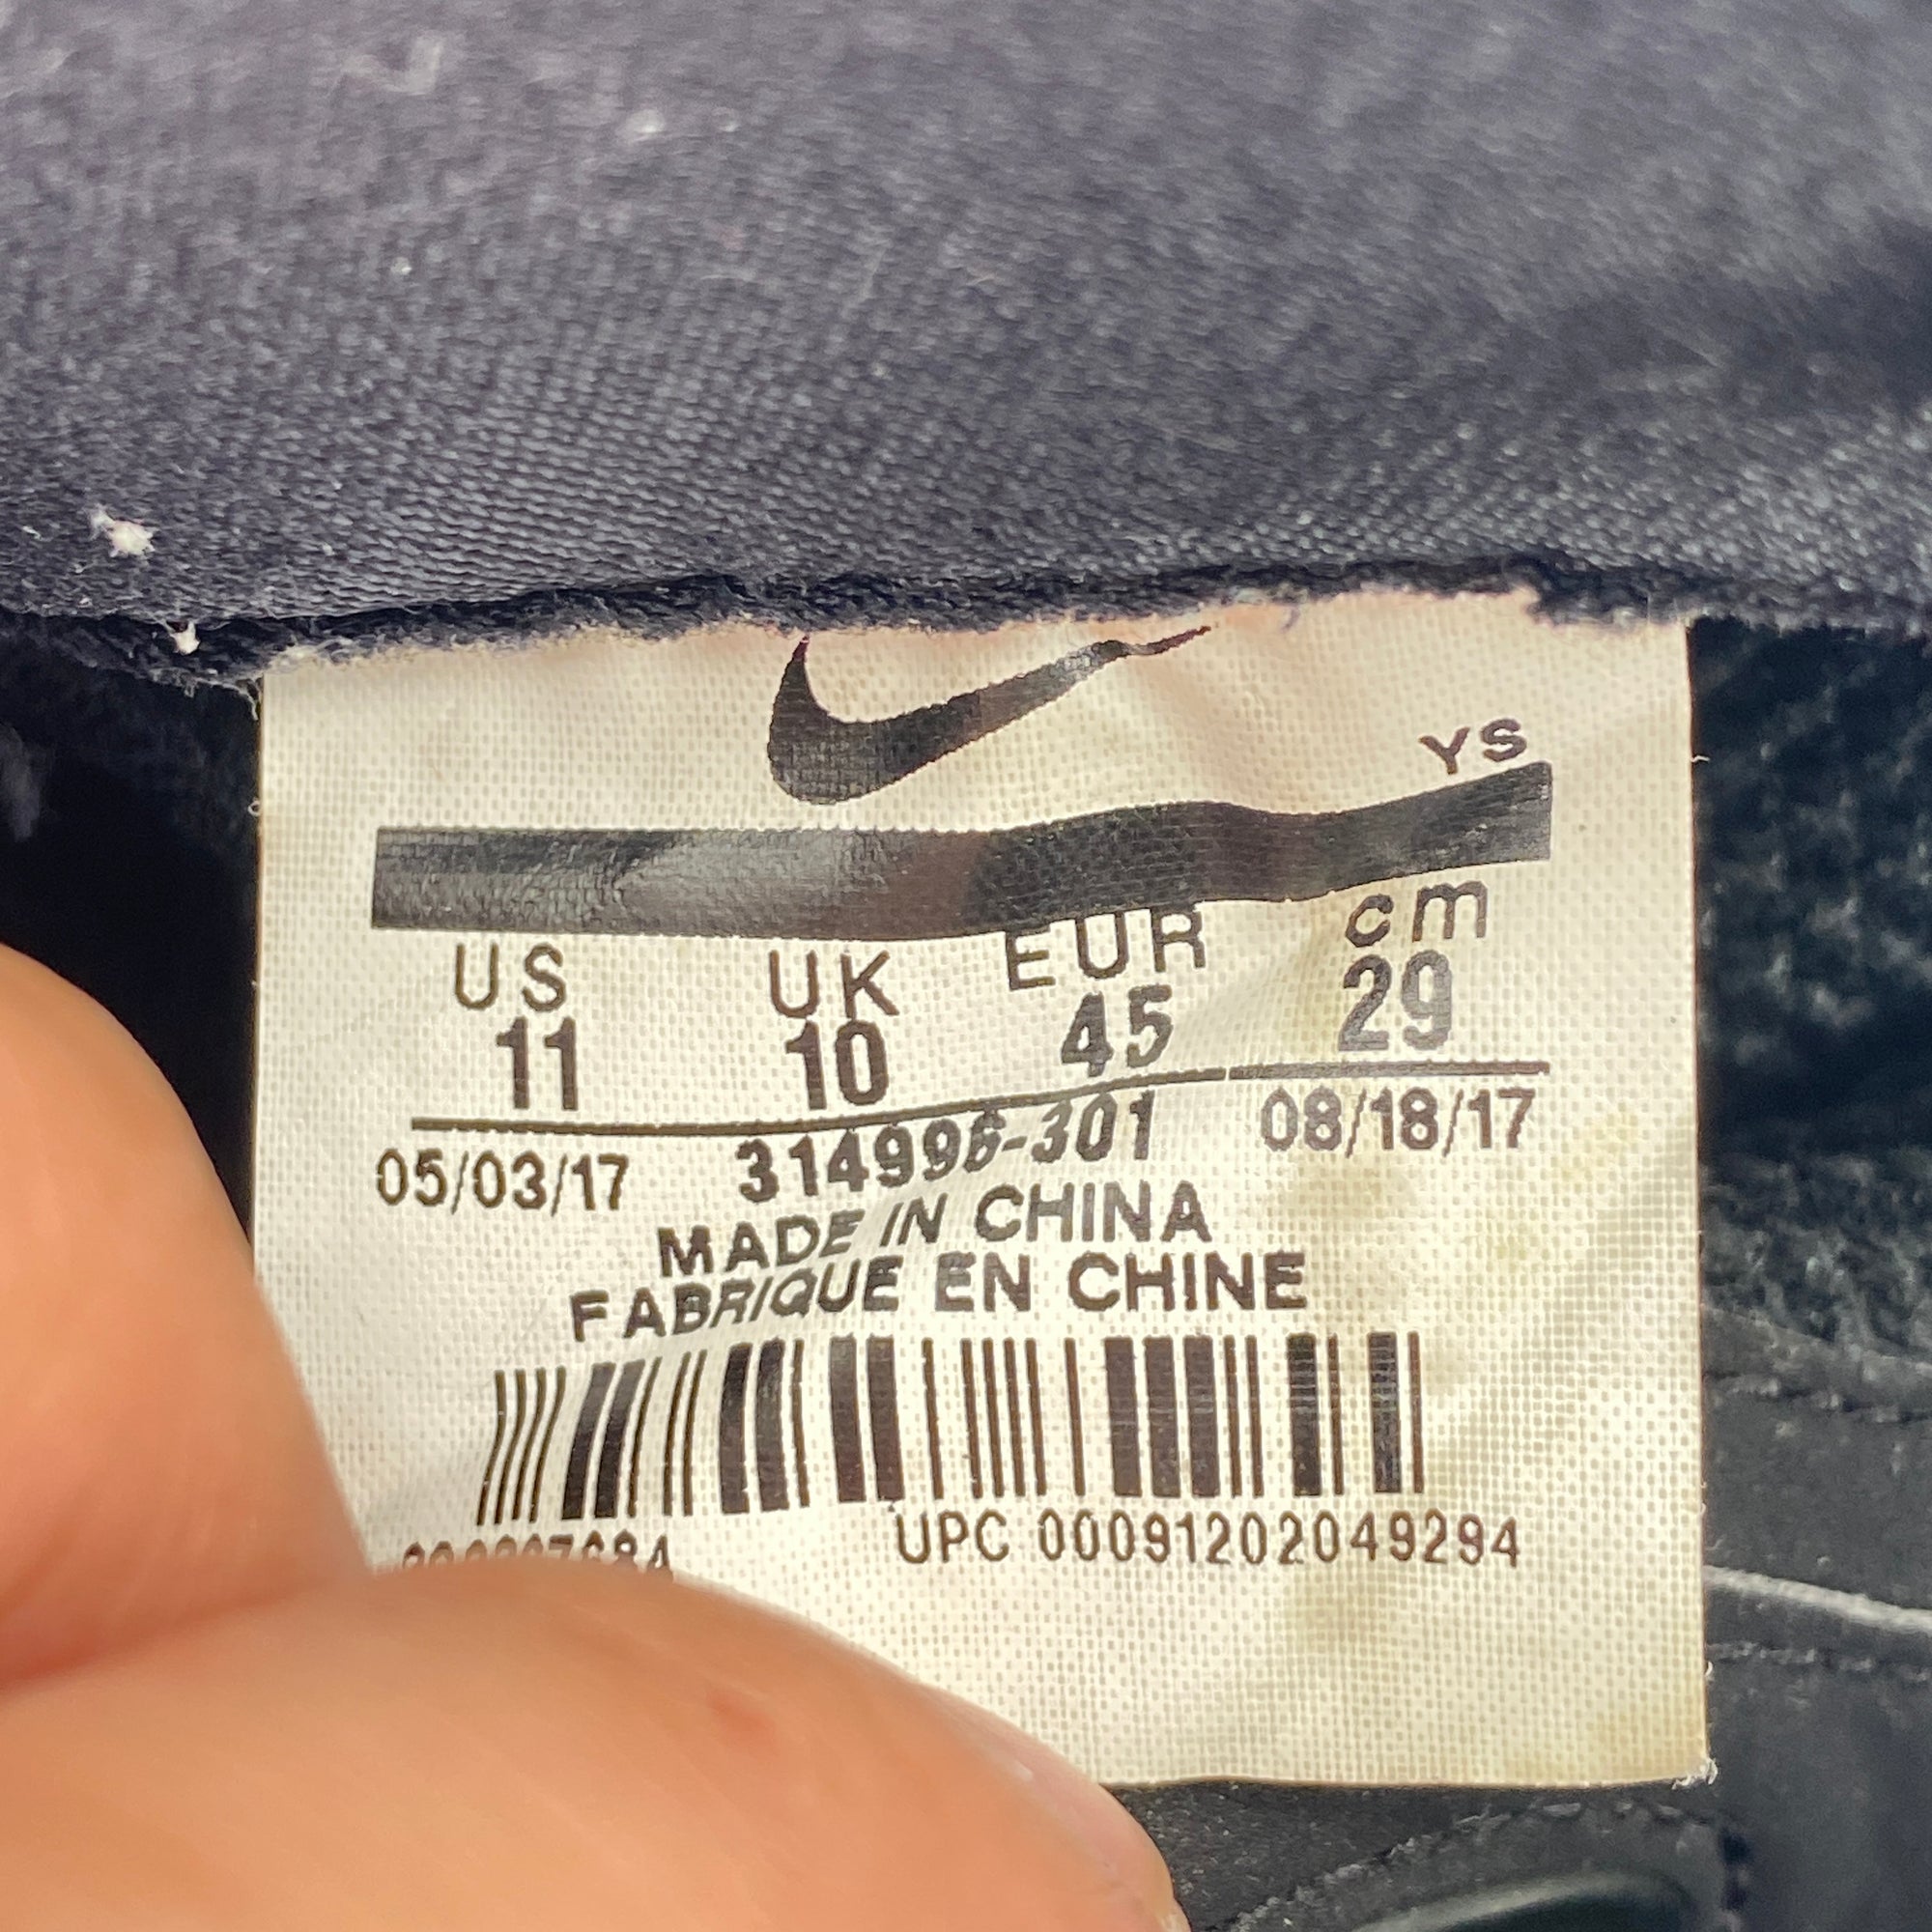 YS
US UK EUR cm
11 10 45 29
05/03/17 314996-301 08/18/17
MADE IN CHINA
FABRIQUE EN CHINE
UPC 00091202049294